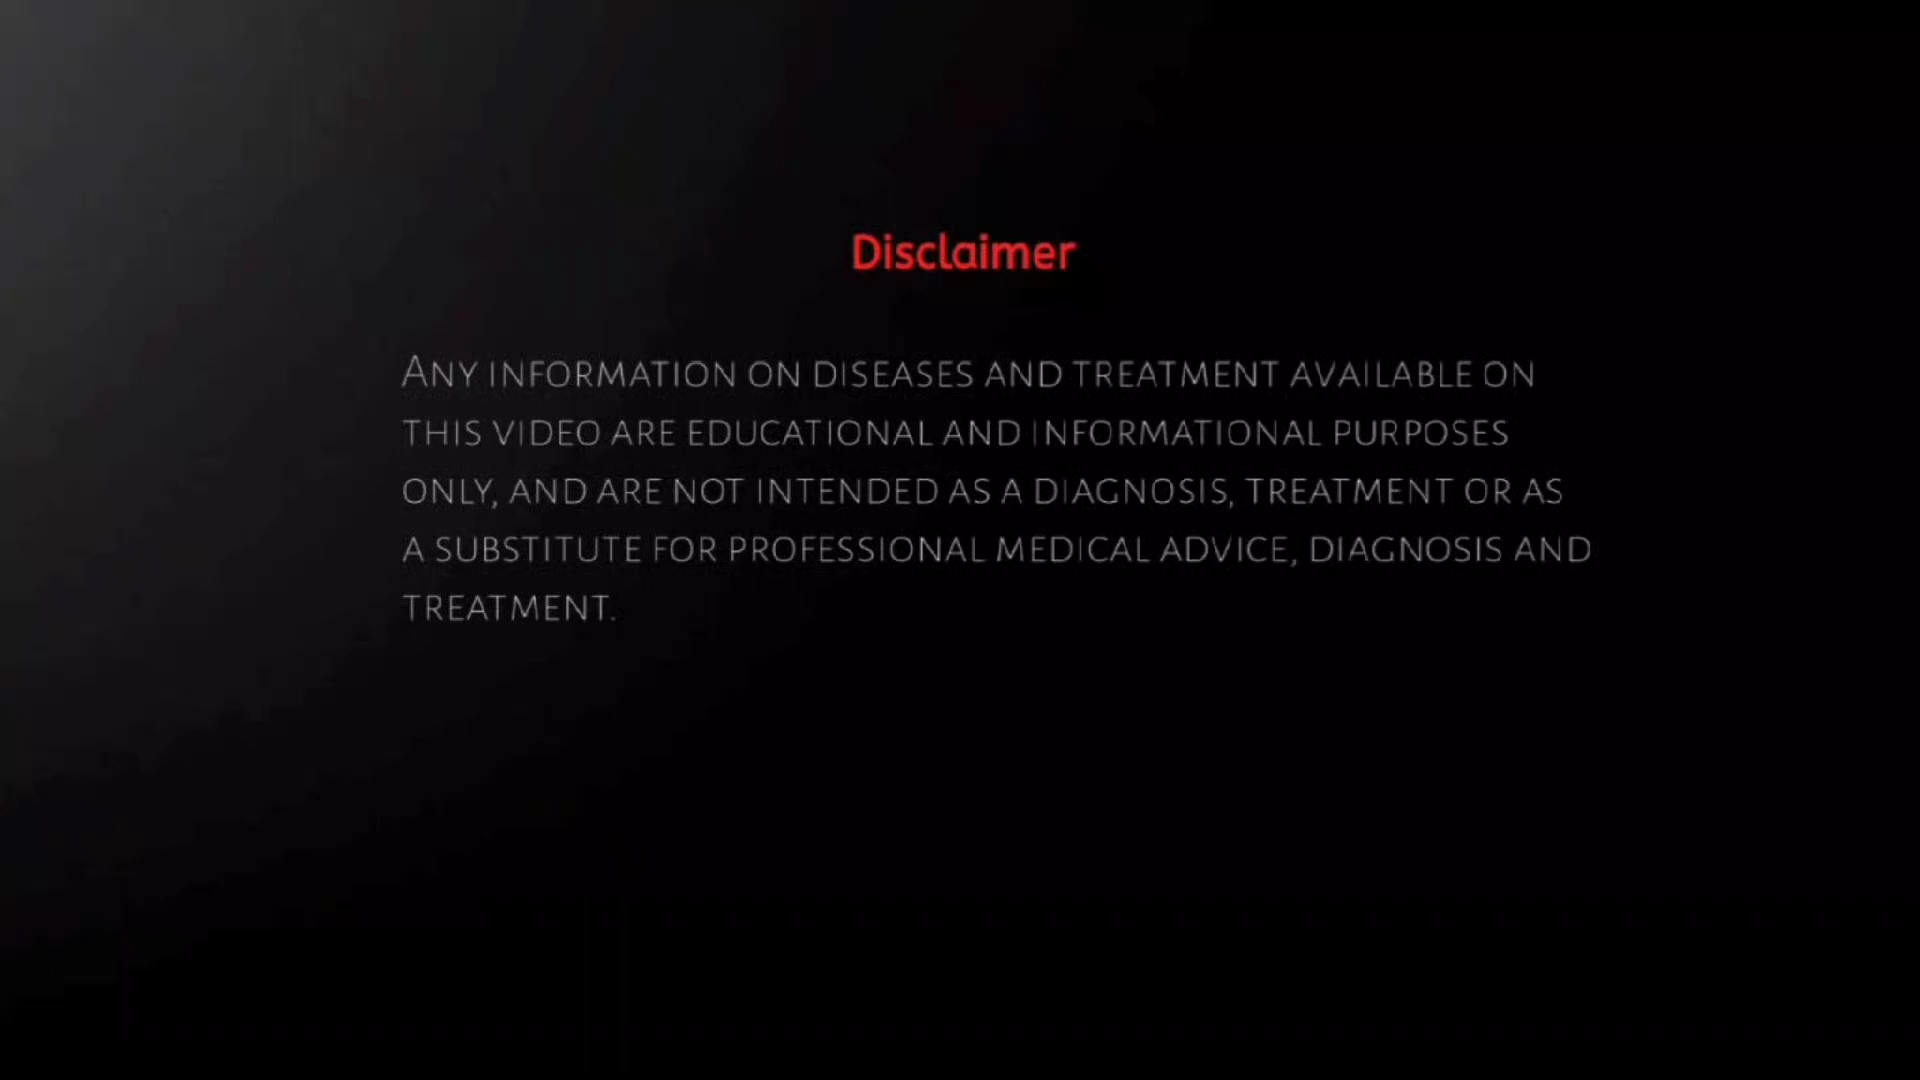 Disclaimer
Any information on diseases and treatment available on
this video are educational and informational purposes
only, and are not intended as a diagnosis, treatment or as
a substitute for professional medical advice, diagnosis and
treatment.